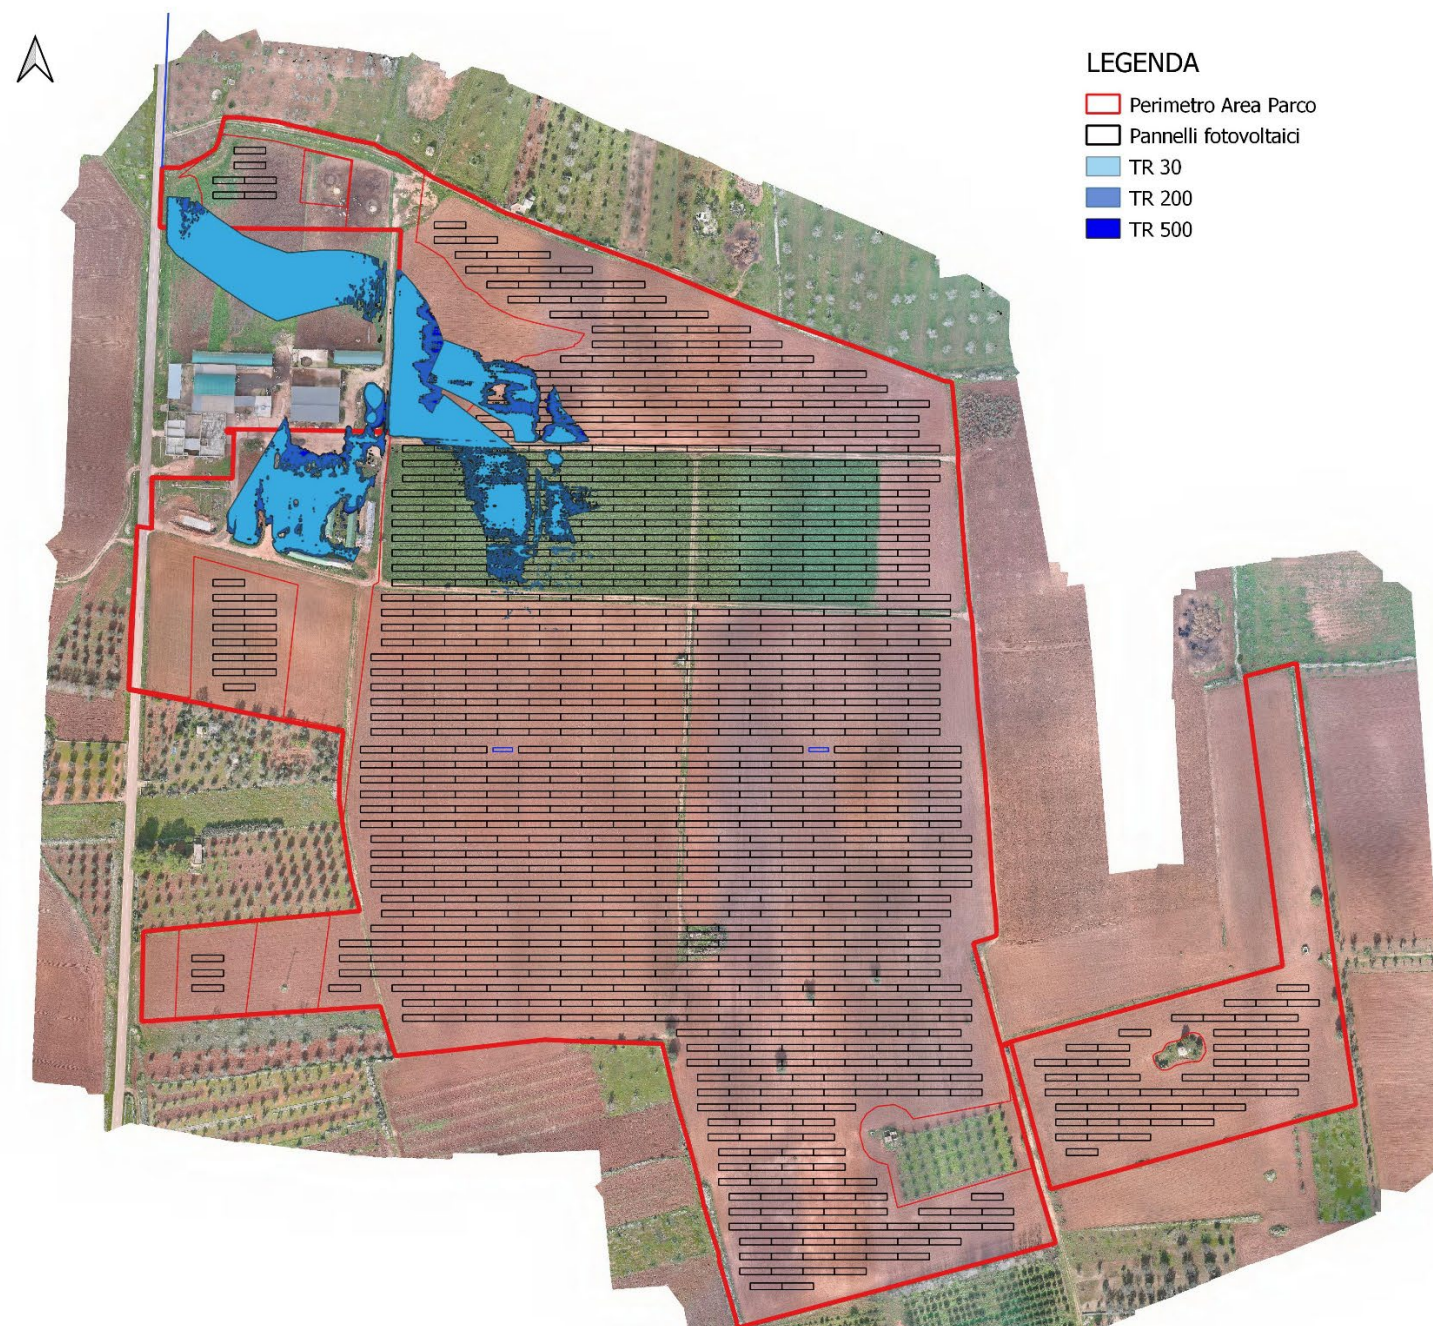 LEGENDA
Perimetro Area Parco
Pannelli fotovoltaici
TR 30
TR 200
TR 500